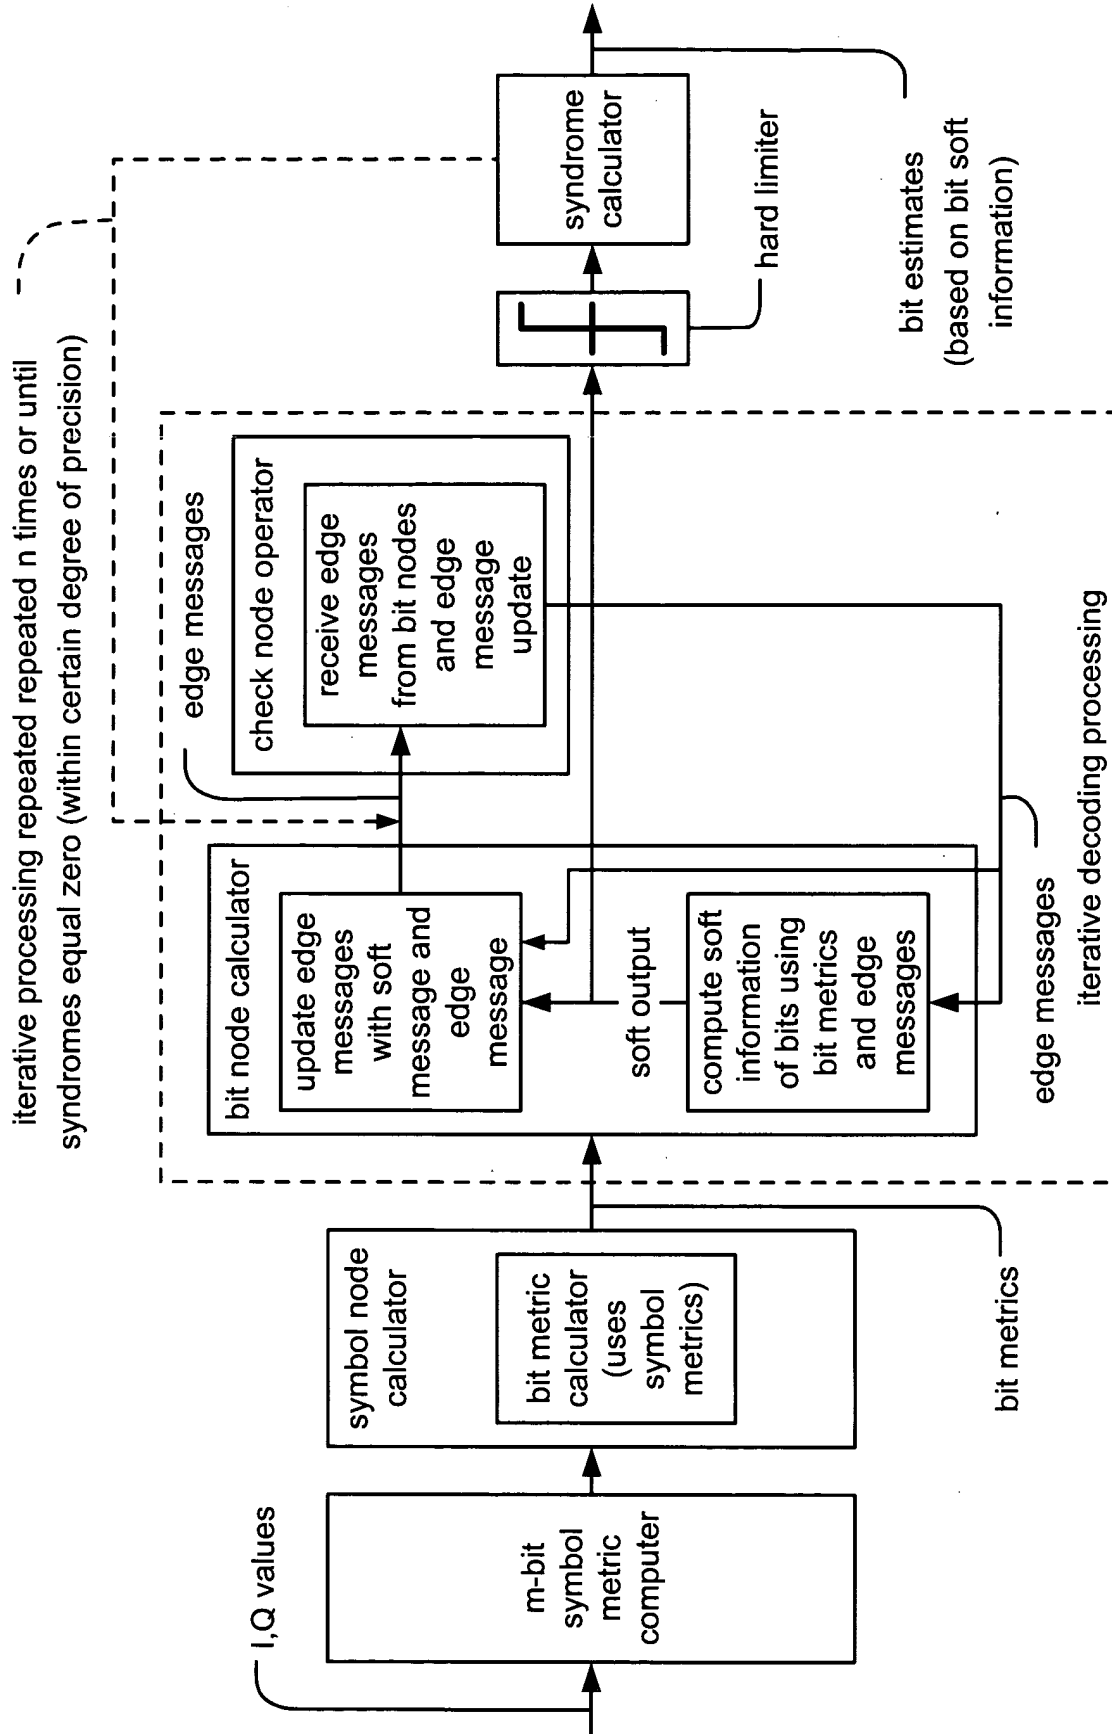 iterative processing repeated repeated n times or until
syndromes equal zero (within certain degree of precision)
I,Q values
m-bit
symbol
metric
computer
symbol node
calculator
bit metric
calculator
(uses
symbol
metrics)
bit metrics
bit node calculator
update edge
messages
with soft
message and
edge
message
soft output
compute soft
information
of bits using
bit metrics
and edge
messages
edge messages
check node operator
receive edge
messages
from bit nodes
and edge
message
update
edge messages
iterative decoding processing
hard limiter
syndrome
calculator
bit estimates
(based on bit soft
information)